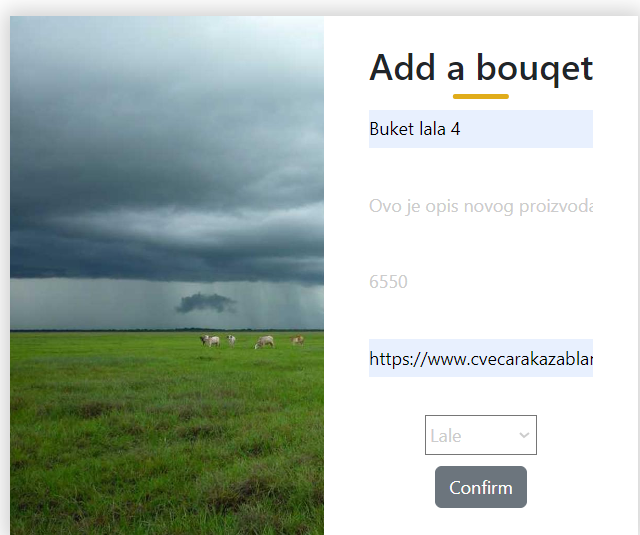 Add a bouqet
Buket lala 4
Ovo je opis novog proizvoda
6550
https://www.cvecarakazablan
Lale
Confirm